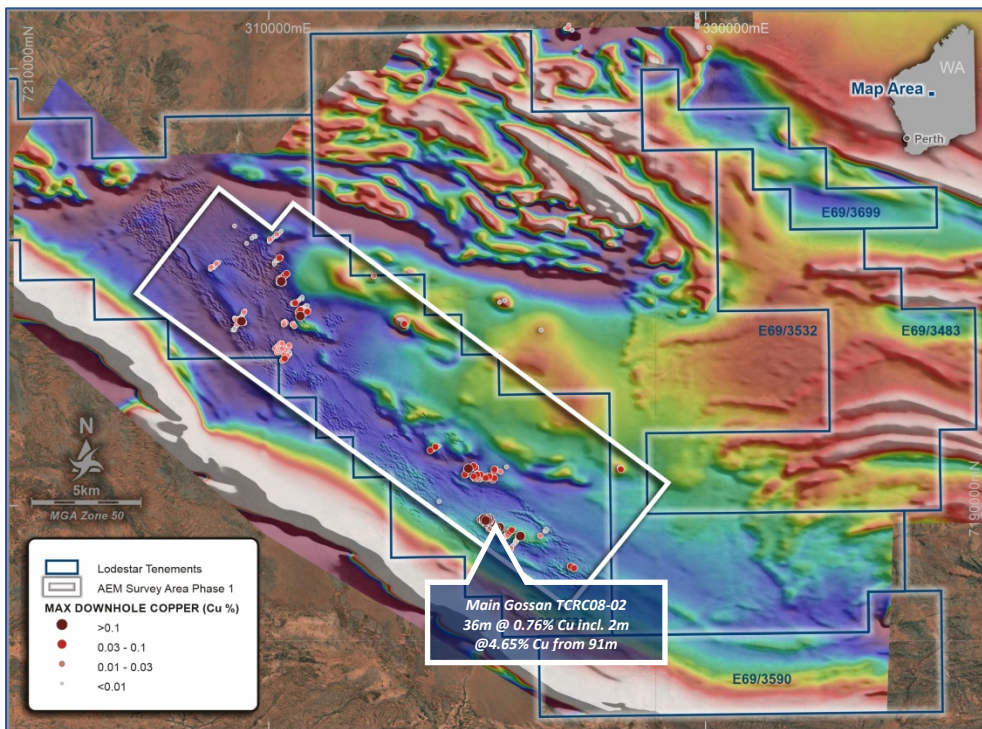 310000mE
330000mE
7210000mN
WA
Map Area
Perth
E69/3699
E69/3532
E69/3483
N
5km
MGA Zone 50
7190000mN
Lodestar Tenements
AEM Survey Area Phase 1
MAX DOWNHOLE COPPER (Cu %)
>0.1
0.03 - 0.1
0.01 - 0.03
<0.01
Main Gossan TCRC08-02
36m @ 0.76% Cu incl. 2m
@4.65% Cu from 91m
E69/3590